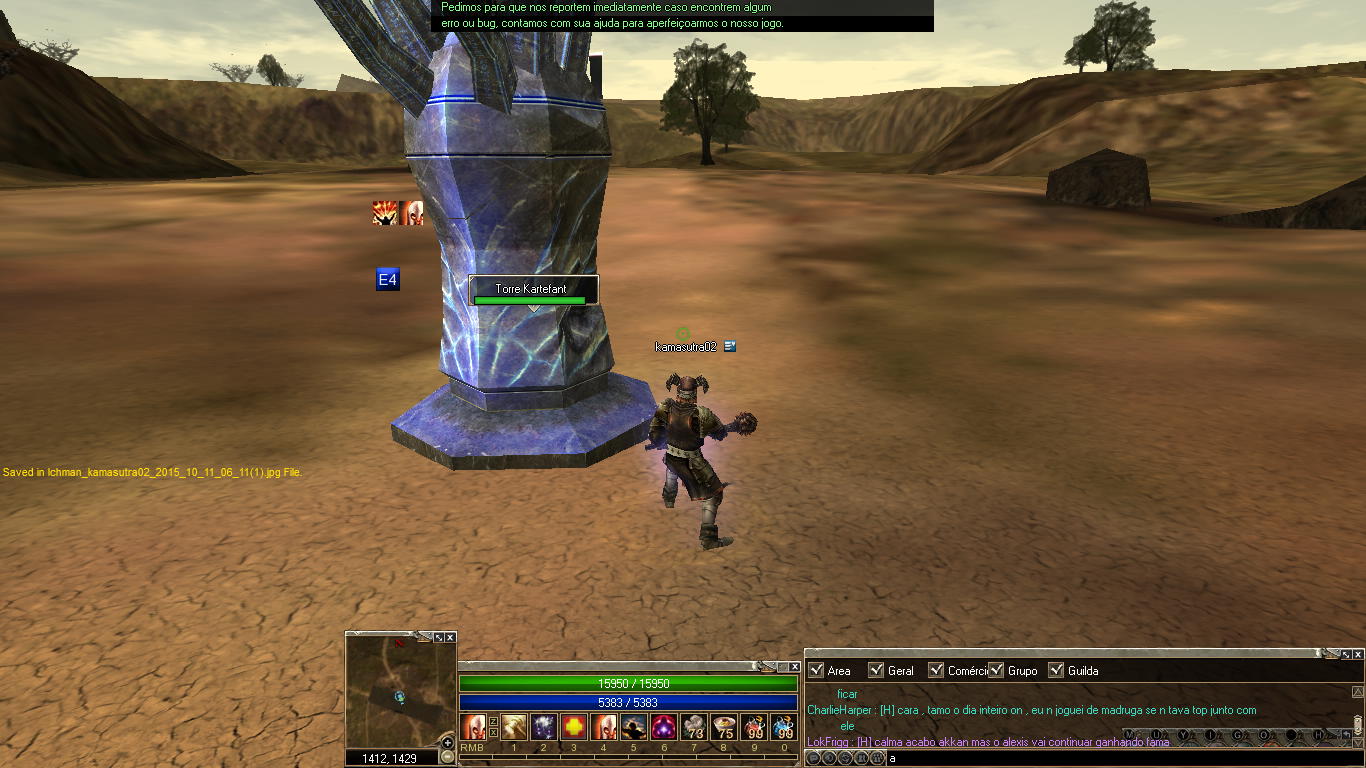 Pedimos para que nos reportem imediatamente caso encontrem algum
erro ou bug, contamos com sua ajuda para aperfeiçoarmos o nosso jogo.
E4
Torre Kartefant
kamasutra02
Saved in Ichman_kamasutra02_2015_10_11_06_11(1).jpg File.
15950 / 15950
5383 / 5383
73 75 99 99
RMB 1 2 3 4 5 6 7 8 9 0
1412, 1429
Area Geral Comérci Grupo Guilda
ficar
CharlieHarper : [H] cara , tamo o dia inteiro on , eu n joguei de madruga se n tava top junto com
ele
LokFrigg : [H] calma acabo akkan mas o alexis vai continuar ganhando fama
a